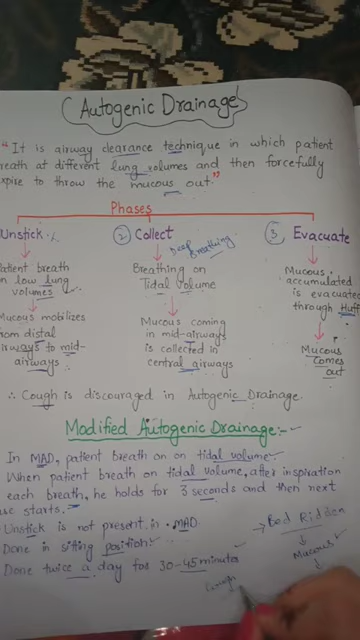 Autogenic Drainage
"It is airway clearance technique in which patient
breath at different lung volumes and then forcefully
expire to throw the mucous out."
Phases
Unstick
② Collect
③ Evacuate
Deep Breathing
Patient breath
on low lung
volumes
Breathing on
Tidal volume
Mucous
accumulated
is evacuated
through Huff
Mucous mobilizes
from distal
airways to mid-
airways.
Mucous coming
in mid-airways
is collected in
central airways
Mucous
comes
out
∴ Cough is discouraged in Autogenic Drainage.
Modified Autogenic Drainage:-
In MAD, patient breath on on tidal volume
When patient breath on tidal volume, after inspiration
each breath, he holds for 3 seconds and then next
starts.
Unstick is not present in MAD
Done in sitting position
Done twice a day for 30-45 minutes
→ Bed Ridden
Mucous